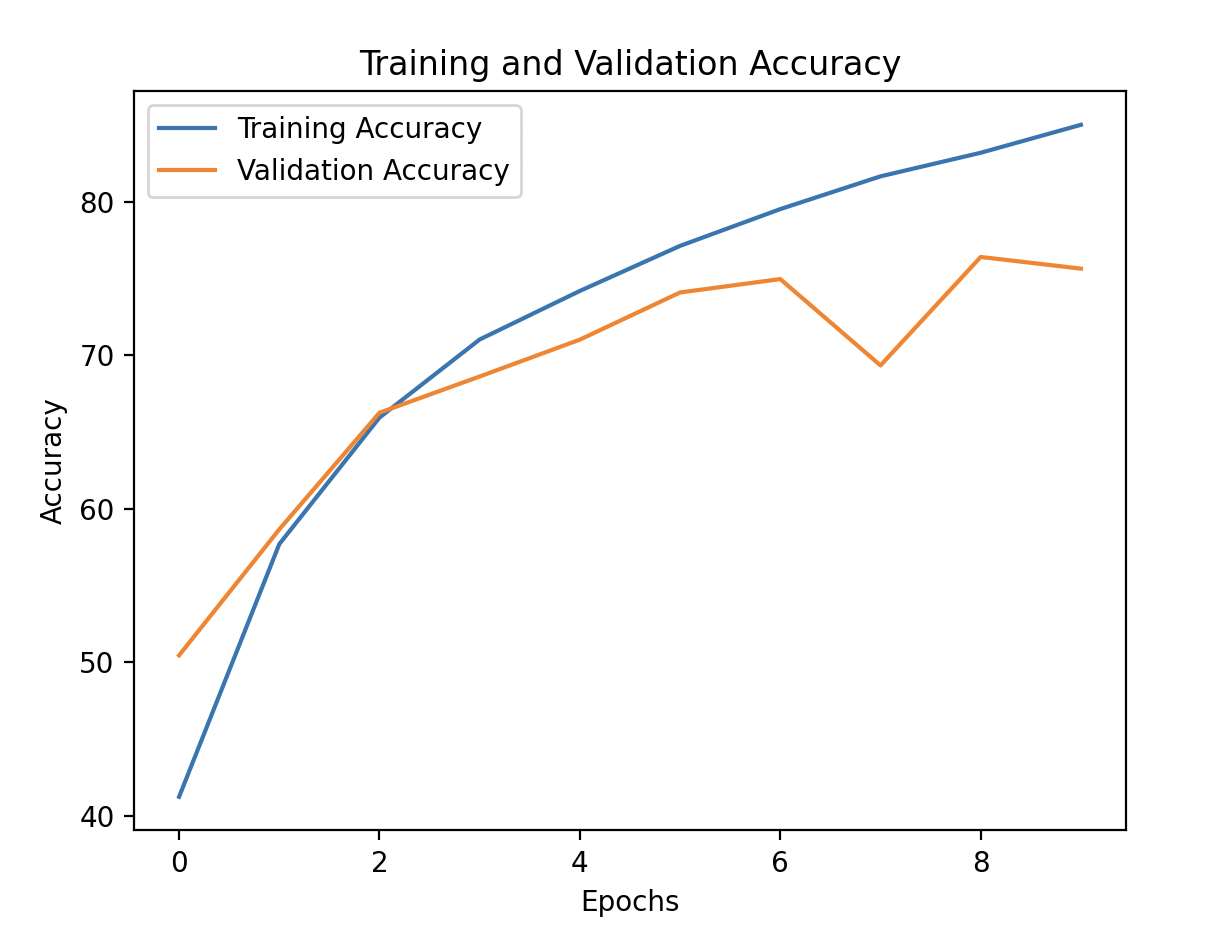 Training and Validation Accuracy
Training Accuracy
Validation Accuracy
80
70
60
50
40
Accuracy
0 2 4 6 8
Epochs